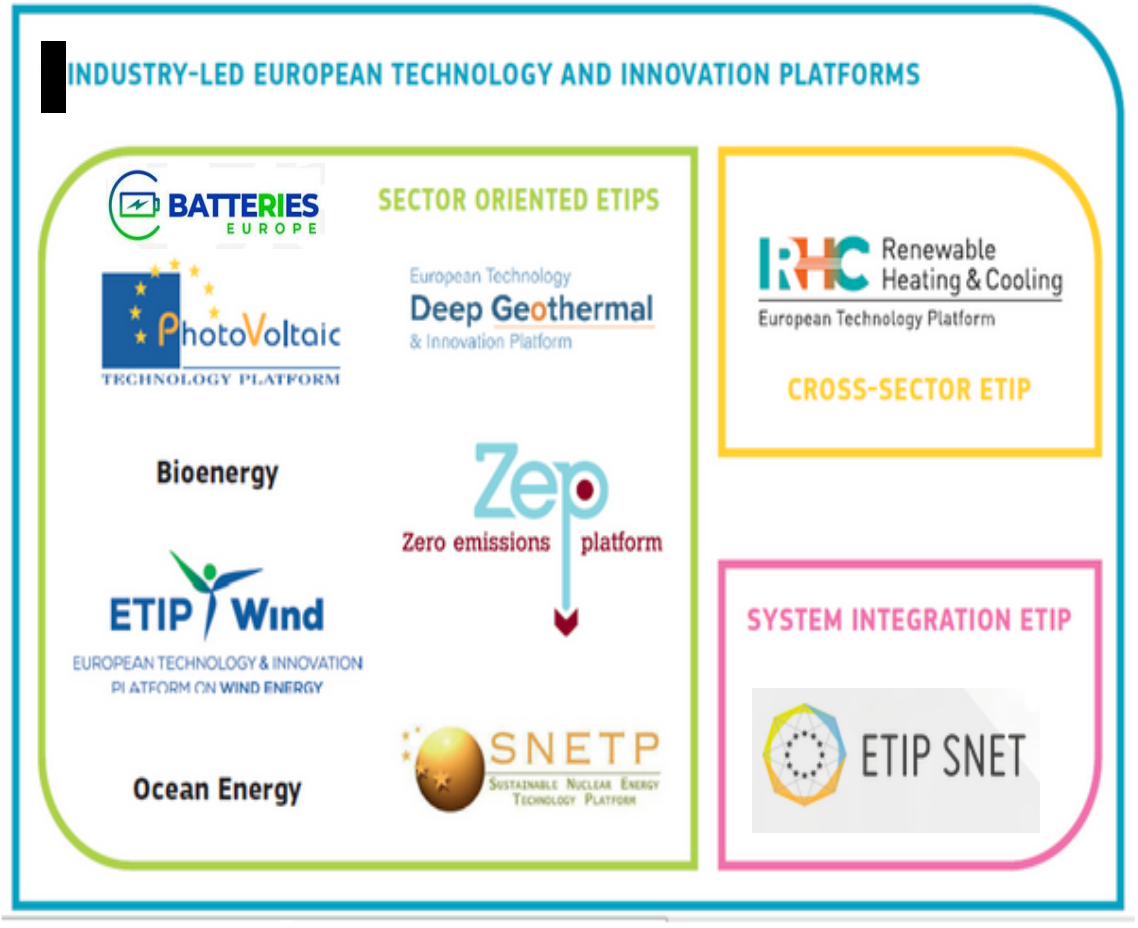 INDUSTRY-LED EUROPEAN TECHNOLOGY AND INNOVATION PLATFORMS
BATTERIES
EUROPE
PhotoVoltaic
TECHNOLOGY PLATFORM
Bioenergy
ETIP Wind
EUROPEAN TECHNOLOGY & INNOVATION
PLATFORM ON WIND ENERGY
Ocean Energy
SECTOR ORIENTED ETIPS
European Technology
Deep Geothermal
& Innovation Platform
Zep
Zero emissions platform
SNETP
SUSTAINABLE NUCLEAR ENERGY
TECHNOLOGY PLATFORM
RHC Renewable
Heating & Cooling
European Technology Platform
CROSS-SECTOR ETIP
SYSTEM INTEGRATION ETIP
ETIP SNET